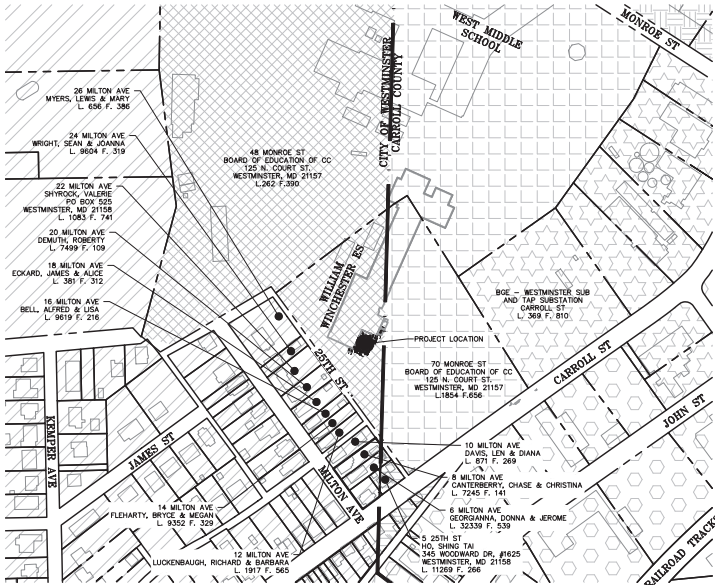 WEST MIDDLE
SCHOOL
MONROE ST
CITY OF WESTMINSTER
CARROLL COUNTY
26 MILTON AVE
MYERS, LEWIS & MARY
L. 656 F. 386
24 MILTON AVE
WRIGHT, SEAN & JOANNA
L. 9604 F. 319
48 MONROE ST
BOARD OF EDUCATION OF CC
125 N. COURT ST.
WESTMINSTER, MD 21157
L.262 F.390
22 MILTON AVE
SHYROCK, VALERIE
PO BOX 525
WESTMINSTER, MD 21158
L. 1083 F. 741
20 MILTON AVE
DEMUTH, ROBERTY
L. 7499 F. 109
18 MILTON AVE
ECKARD, JAMES & ALICE
L. 381 F. 312
16 MILTON AVE
BELL, ALFRED & LISA
L. 9619 F. 216
WILLIAM
WINCHESTER ES
BGE - WESTMINSTER SUB
AND TAP SUBSTATION
CARROLL ST
L. 369 F. 810
PROJECT LOCATION
25TH ST
70 MONROE ST
BOARD OF EDUCATION OF CC
125 N. COURT ST.
WESTMINSTER, MD 21157
L.1854 F.656
CARROLL ST
JOHN ST
KEMPER AVE
JAMES ST
MILTON AVE
10 MILTON AVE
DAVIS, LEN & DIANA
L. 871 F. 269
8 MILTON AVE
CANTERBERRY, CHASE & CHRISTINA
L. 7245 F. 141
6 MILTON AVE
GEORGIANNA, DONNA & JEROME
L. 32339 F. 539
14 MILTON AVE
FLEHARTY, BRYCE & MEGAN
L. 9352 F. 329
5 25TH ST
HO, SHING TAI
345 WOODWARD DR, #1625
WESTMINSTER, MD 21158
L. 11269 F. 266
12 MILTON AVE
LUCKENBAUGH, RICHARD & BARBARA
L. 1917 F. 565
RAILROAD TRACKS